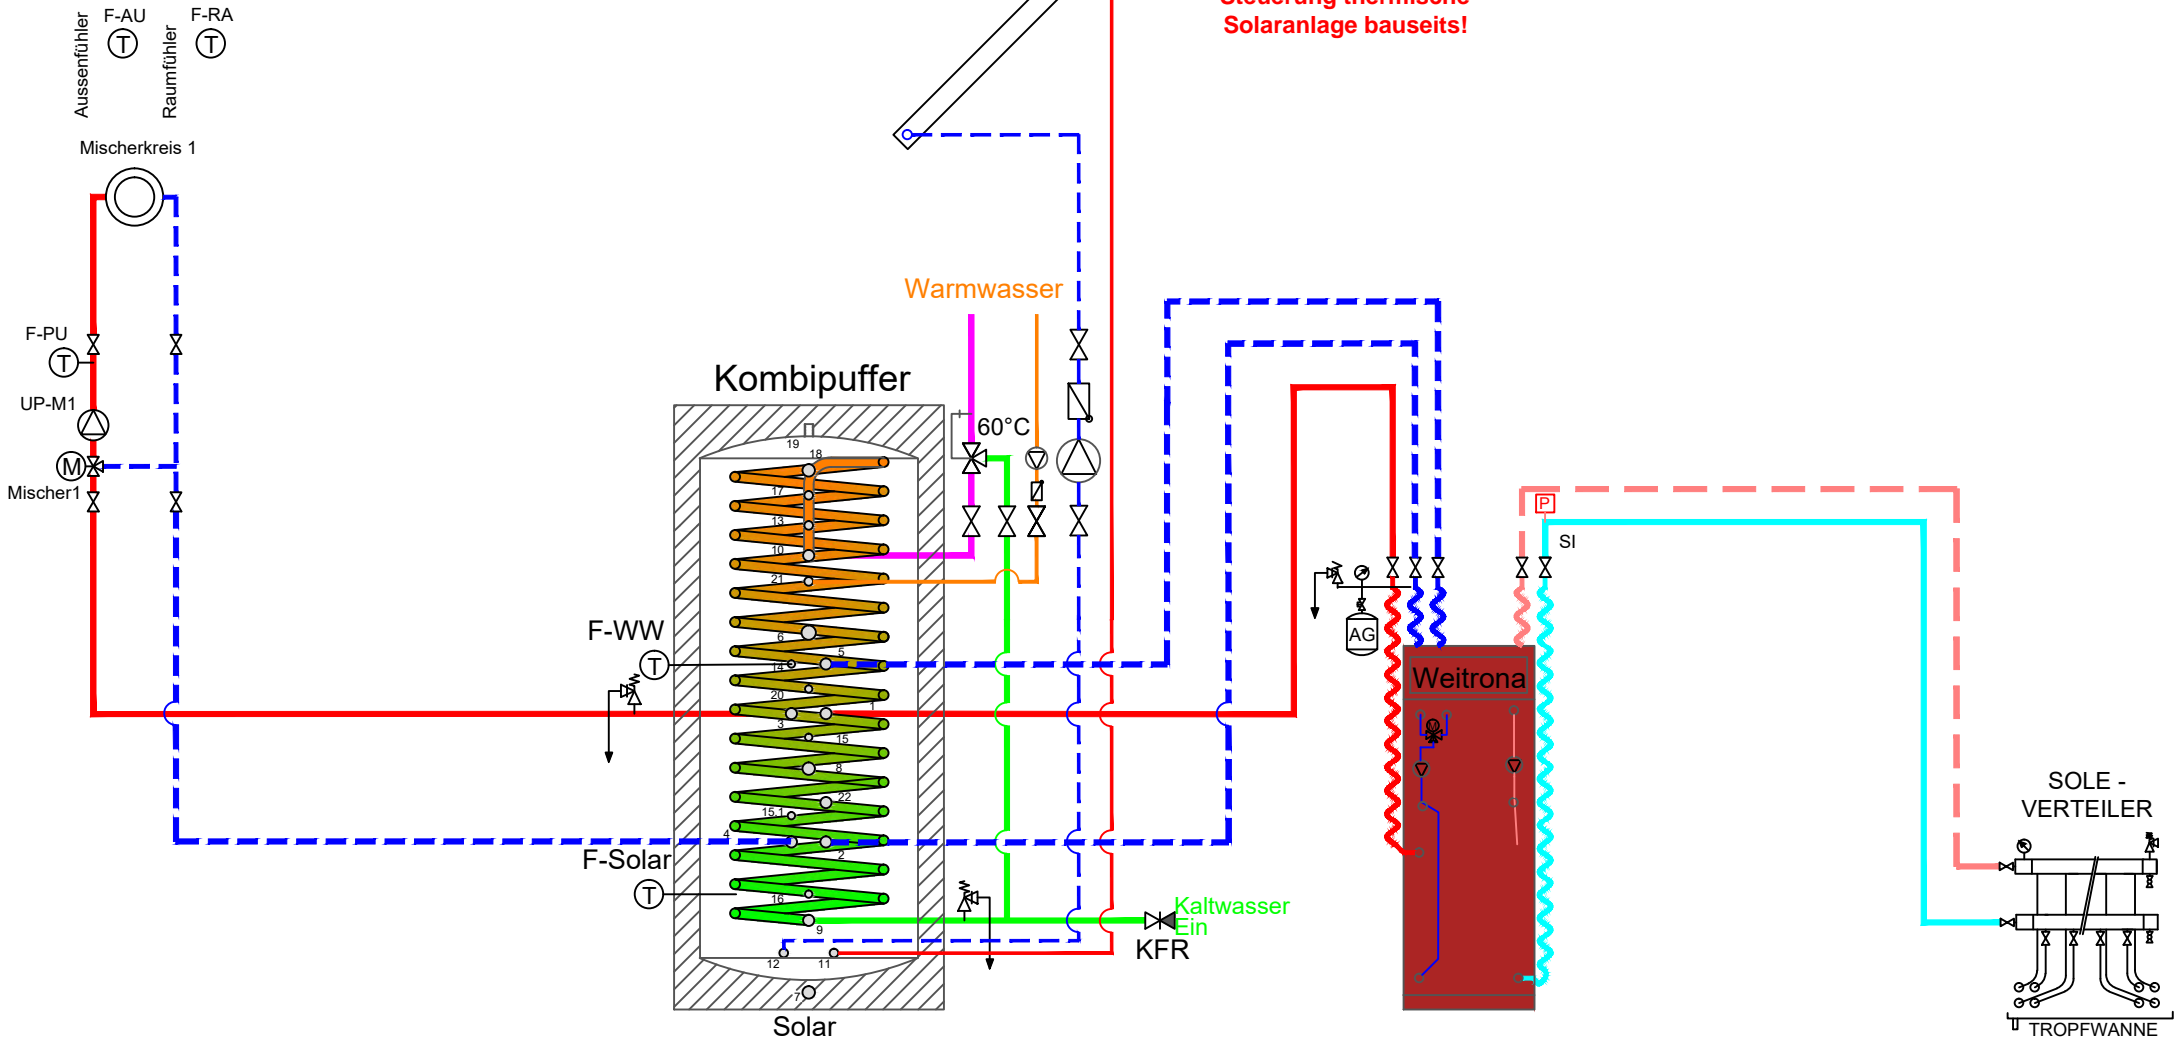 Steuerung thermische
Solaranlage bauseits!
F-AU
F-RA
T
T
Aussenfühler
Raumfühler
Mischerkreis 1
F-PU
T
UP-M1
M
Mischer1
Warmwasser
Kombipuffer
60°C
19
18
17
13
10
21
6
5
14
20
1
3
15
8
22
15.1
4
2
16
9
12
11
7
F-WW
T
F-Solar
T
Solar
Kaltwasser
Ein
KFR
AG
Weitrona
M
P
SI
SOLE -
VERTEILER
TROPFWANNE